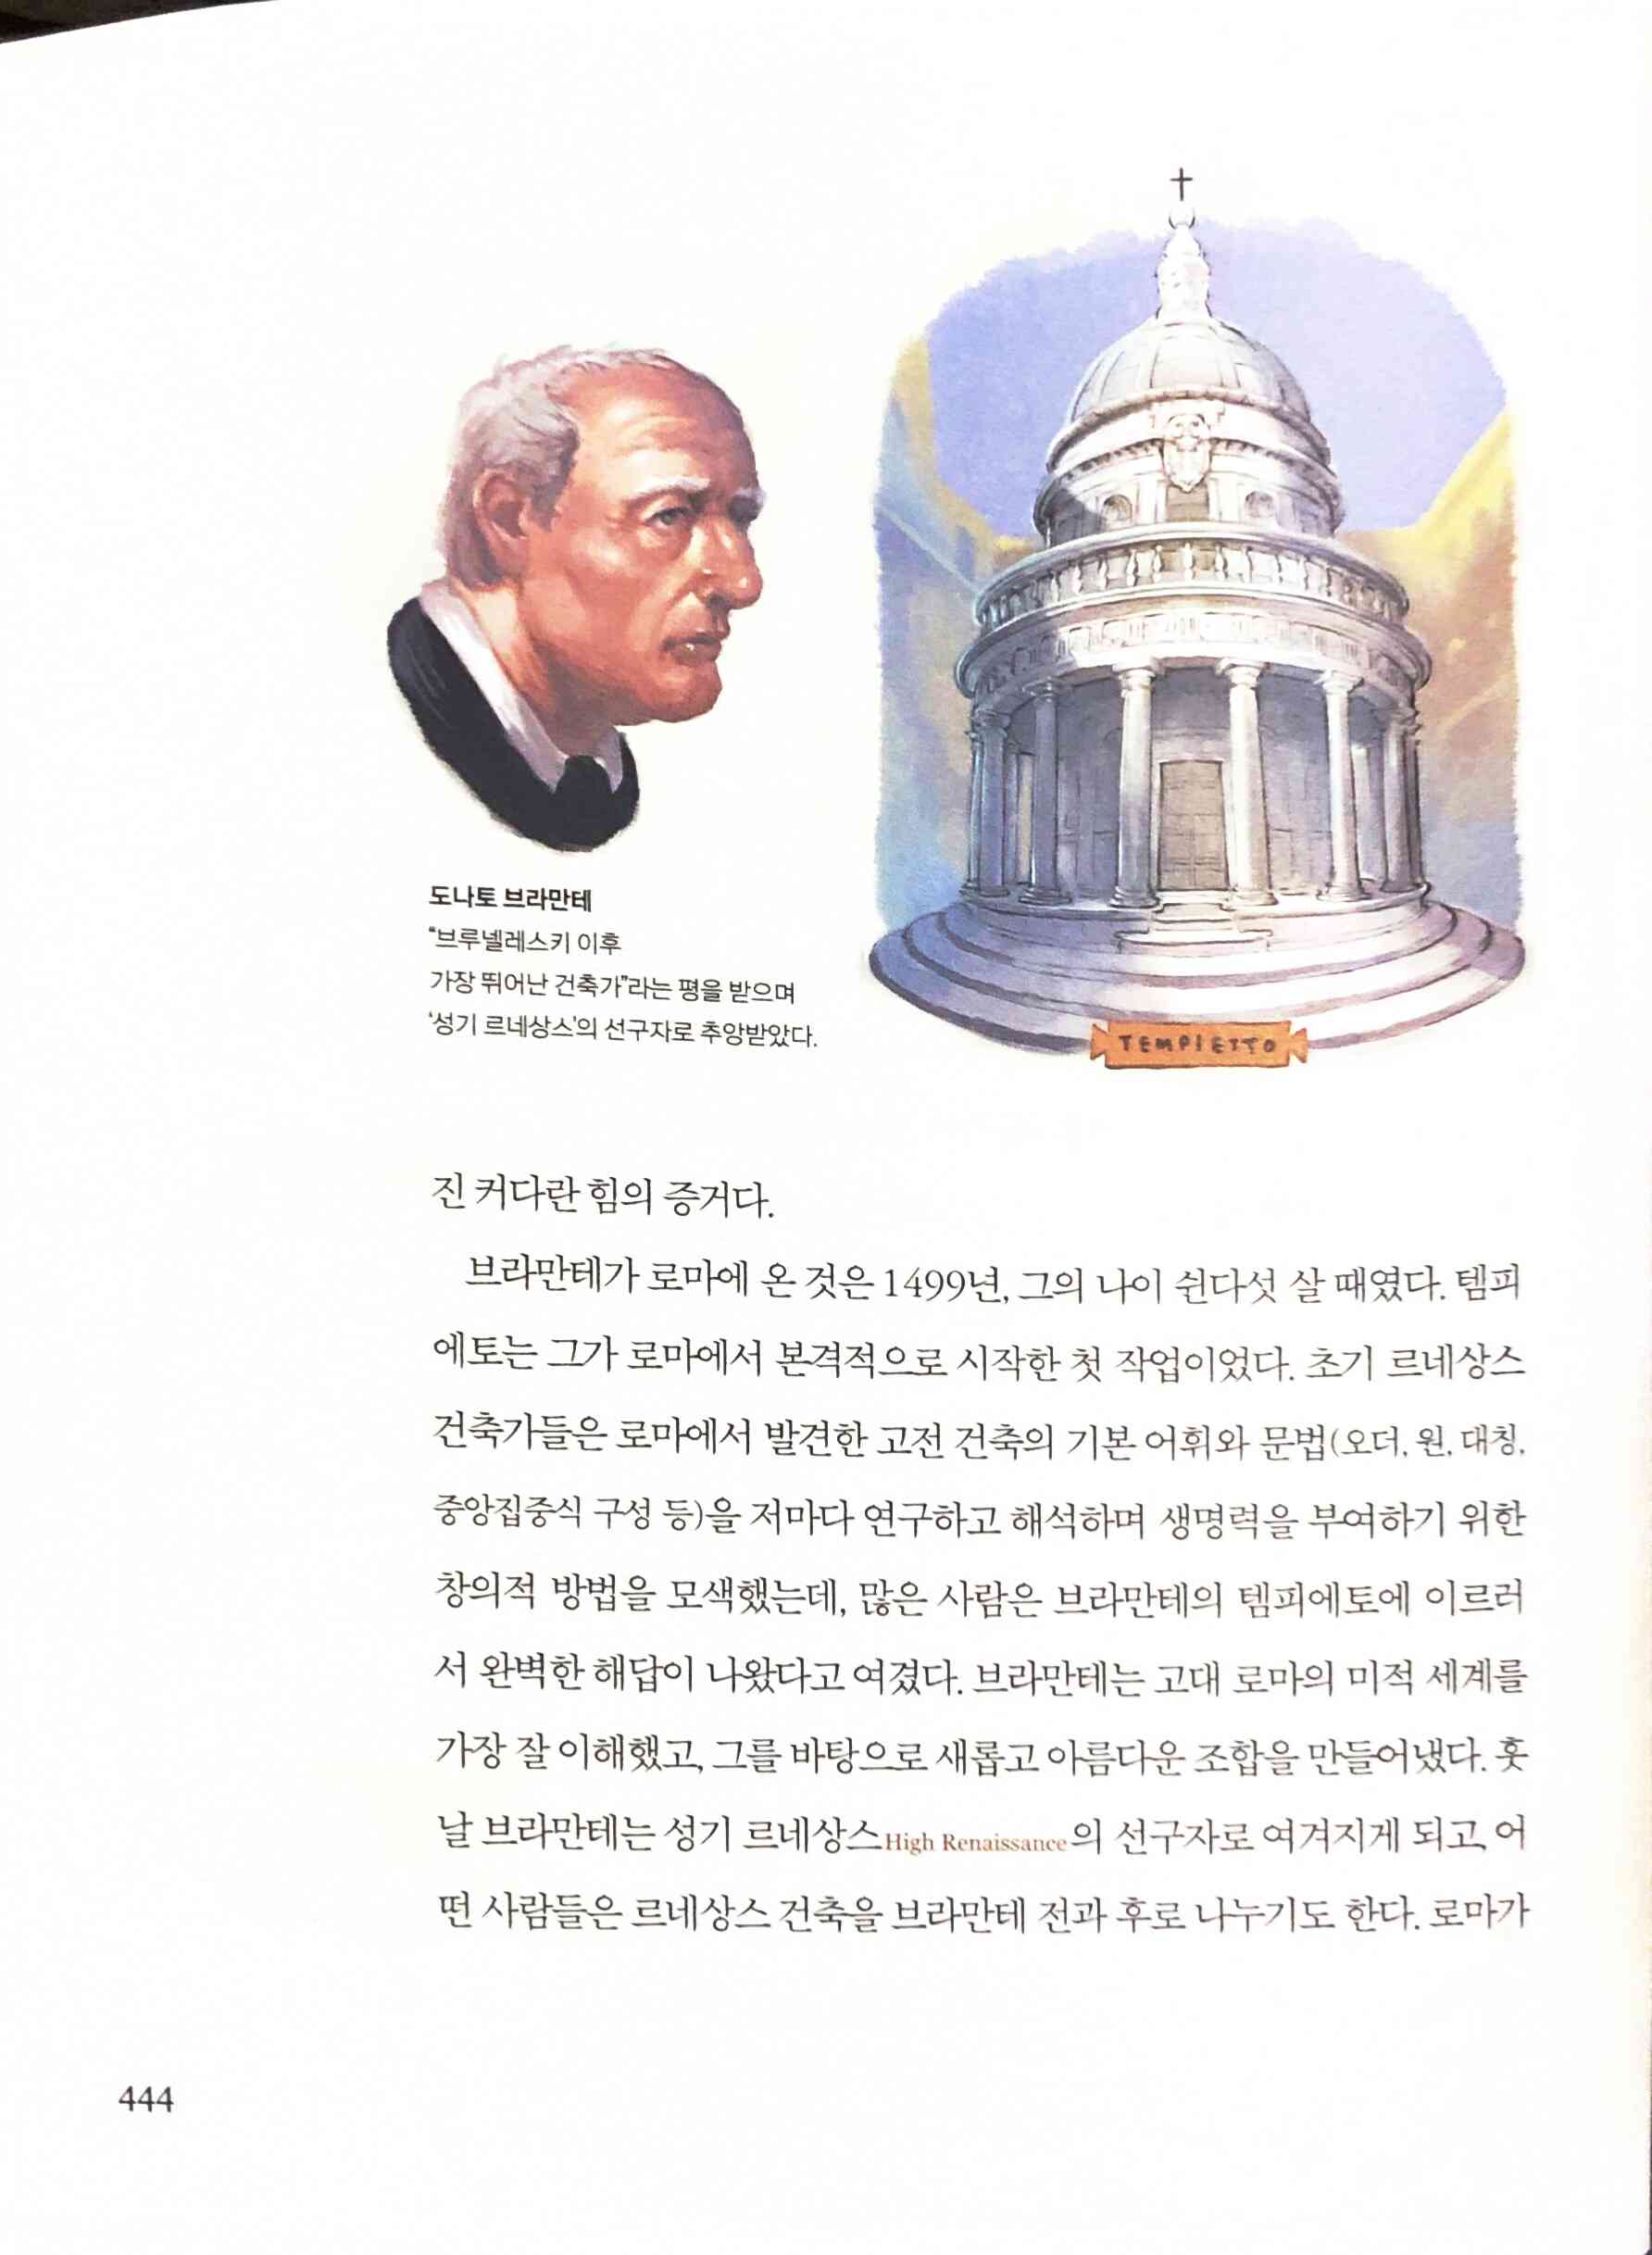 TEMPIETTO
도나토 브라만테
“브루넬레스키 이후
가장 뛰어난 건축가”라는 평을 받으며
‘성기 르네상스’의 선구자로 추앙받았다.
진 커다란 힘의 증거다.
브라만테가 로마에 온 것은 1499년, 그의 나이 쉰다섯 살 때였다. 템피
에토는 그가 로마에서 본격적으로 시작한 첫 작업이었다. 초기 르네상스
건축가들은 로마에서 발견한 고전 건축의 기본 어휘와 문법(오더, 원, 대칭,
중앙집중식 구성 등)을 저마다 연구하고 해석하며 생명력을 부여하기 위한
창의적 방법을 모색했는데, 많은 사람은 브라만테의 템피에토에 이르러
서 완벽한 해답이 나왔다고 여겼다. 브라만테는 고대 로마의 미적 세계를
가장 잘 이해했고, 그를 바탕으로 새롭고 아름다운 조합을 만들어냈다. 훗
날 브라만테는 성기 르네상스High Renaissance의 선구자로 여겨지게 되고, 어
떤 사람들은 르네상스 건축을 브라만테 전과 후로 나누기도 한다. 로마가
444